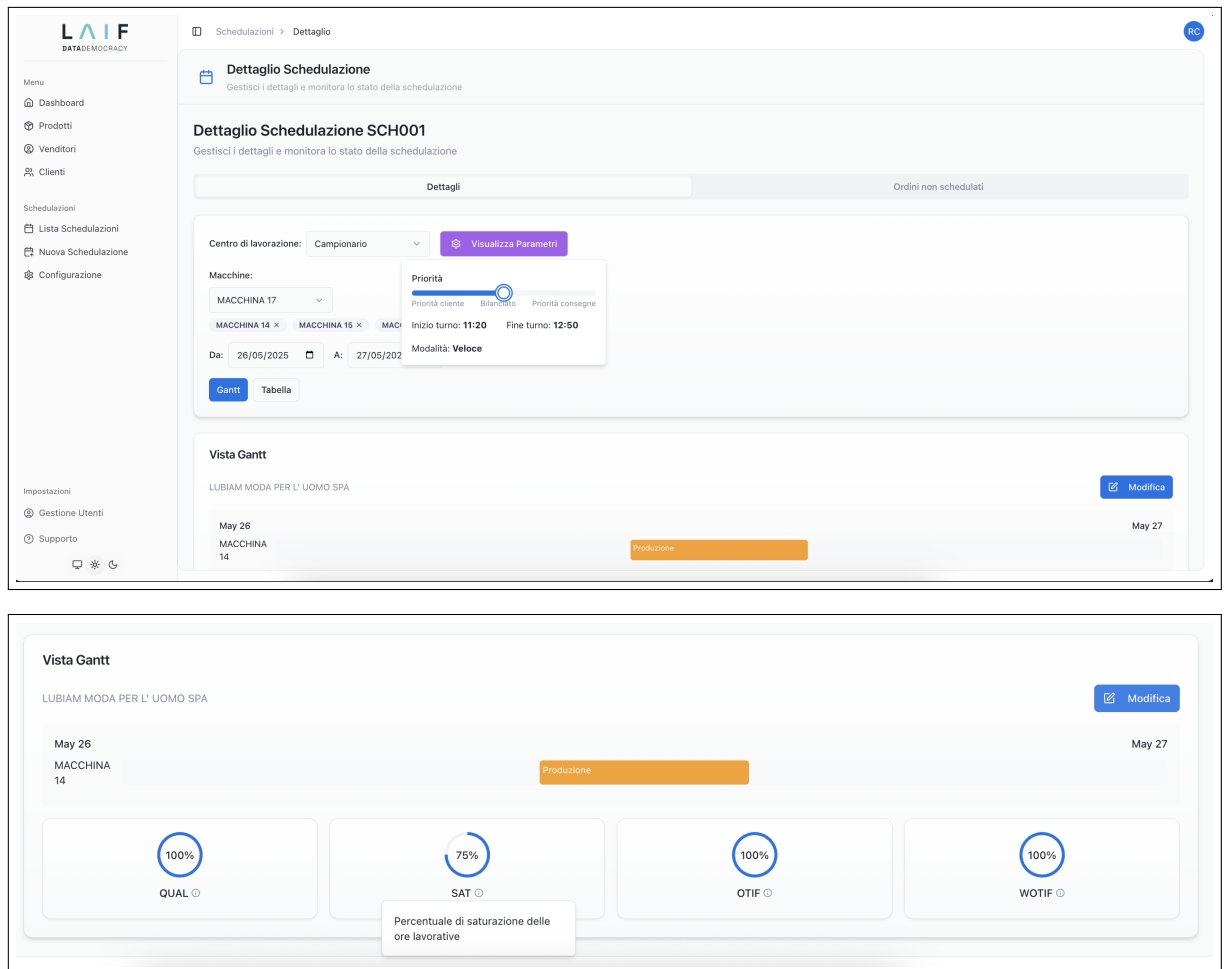 LAIF
DATADEMOCRACY
Schedulazioni > Dettaglio
RC
Menu
Dashboard
Prodotti
Venditori
Clienti
Schedulazioni
Lista Schedulazioni
Nuova Schedulazione
Configurazione
Impostazioni
Gestione Utenti
Supporto
Dettaglio Schedulazione
Gestisci i dettagli e monitora lo stato della schedulazione
Dettaglio Schedulazione SCH001
Gestisci i dettagli e monitora lo stato della schedulazione
Dettagli Ordini non schedulati
Centro di lavorazione: Campionario Visualizza Parametri
Macchine:
MACCHINA 17
MACCHINA 14 × MACCHINA 15 ×
Da: 26/05/2025 A:
Priorità
Priorità cliente Bilanciato Priorità consegne
Inizio turno: 11:20 Fine turno: 12:50
Modalità: Veloce
Gantt Tabella
Vista Gantt
LUBIAM MODA PER L' UOMO SPA Modifica
May 26 May 27
MACCHINA
14
Produzione
Vista Gantt
LUBIAM MODA PER L' UOMO SPA Modifica
May 26 May 27
MACCHINA
14
Produzione
100% 75% 100% 100%
QUAL SAT OTIF WOTIF
Percentuale di saturazione delle
ore lavorative